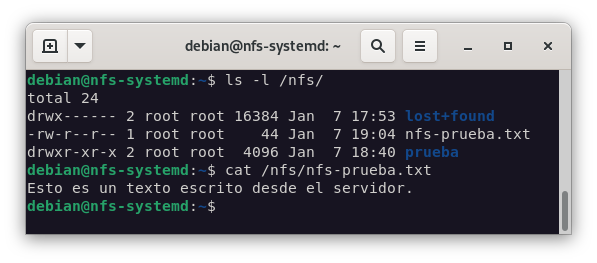 debian@nfs-systemd: ~
debian@nfs-systemd:~$ ls -l /nfs/
total 24
drwx------ 2 root root 16384 Jan  7 17:53 lost+found
-rw-r--r-- 1 root root    44 Jan  7 19:04 nfs-prueba.txt
drwxr-xr-x 2 root root  4096 Jan  7 18:40 prueba
debian@nfs-systemd:~$ cat /nfs/nfs-prueba.txt
Esto es un texto escrito desde el servidor.
debian@nfs-systemd:~$